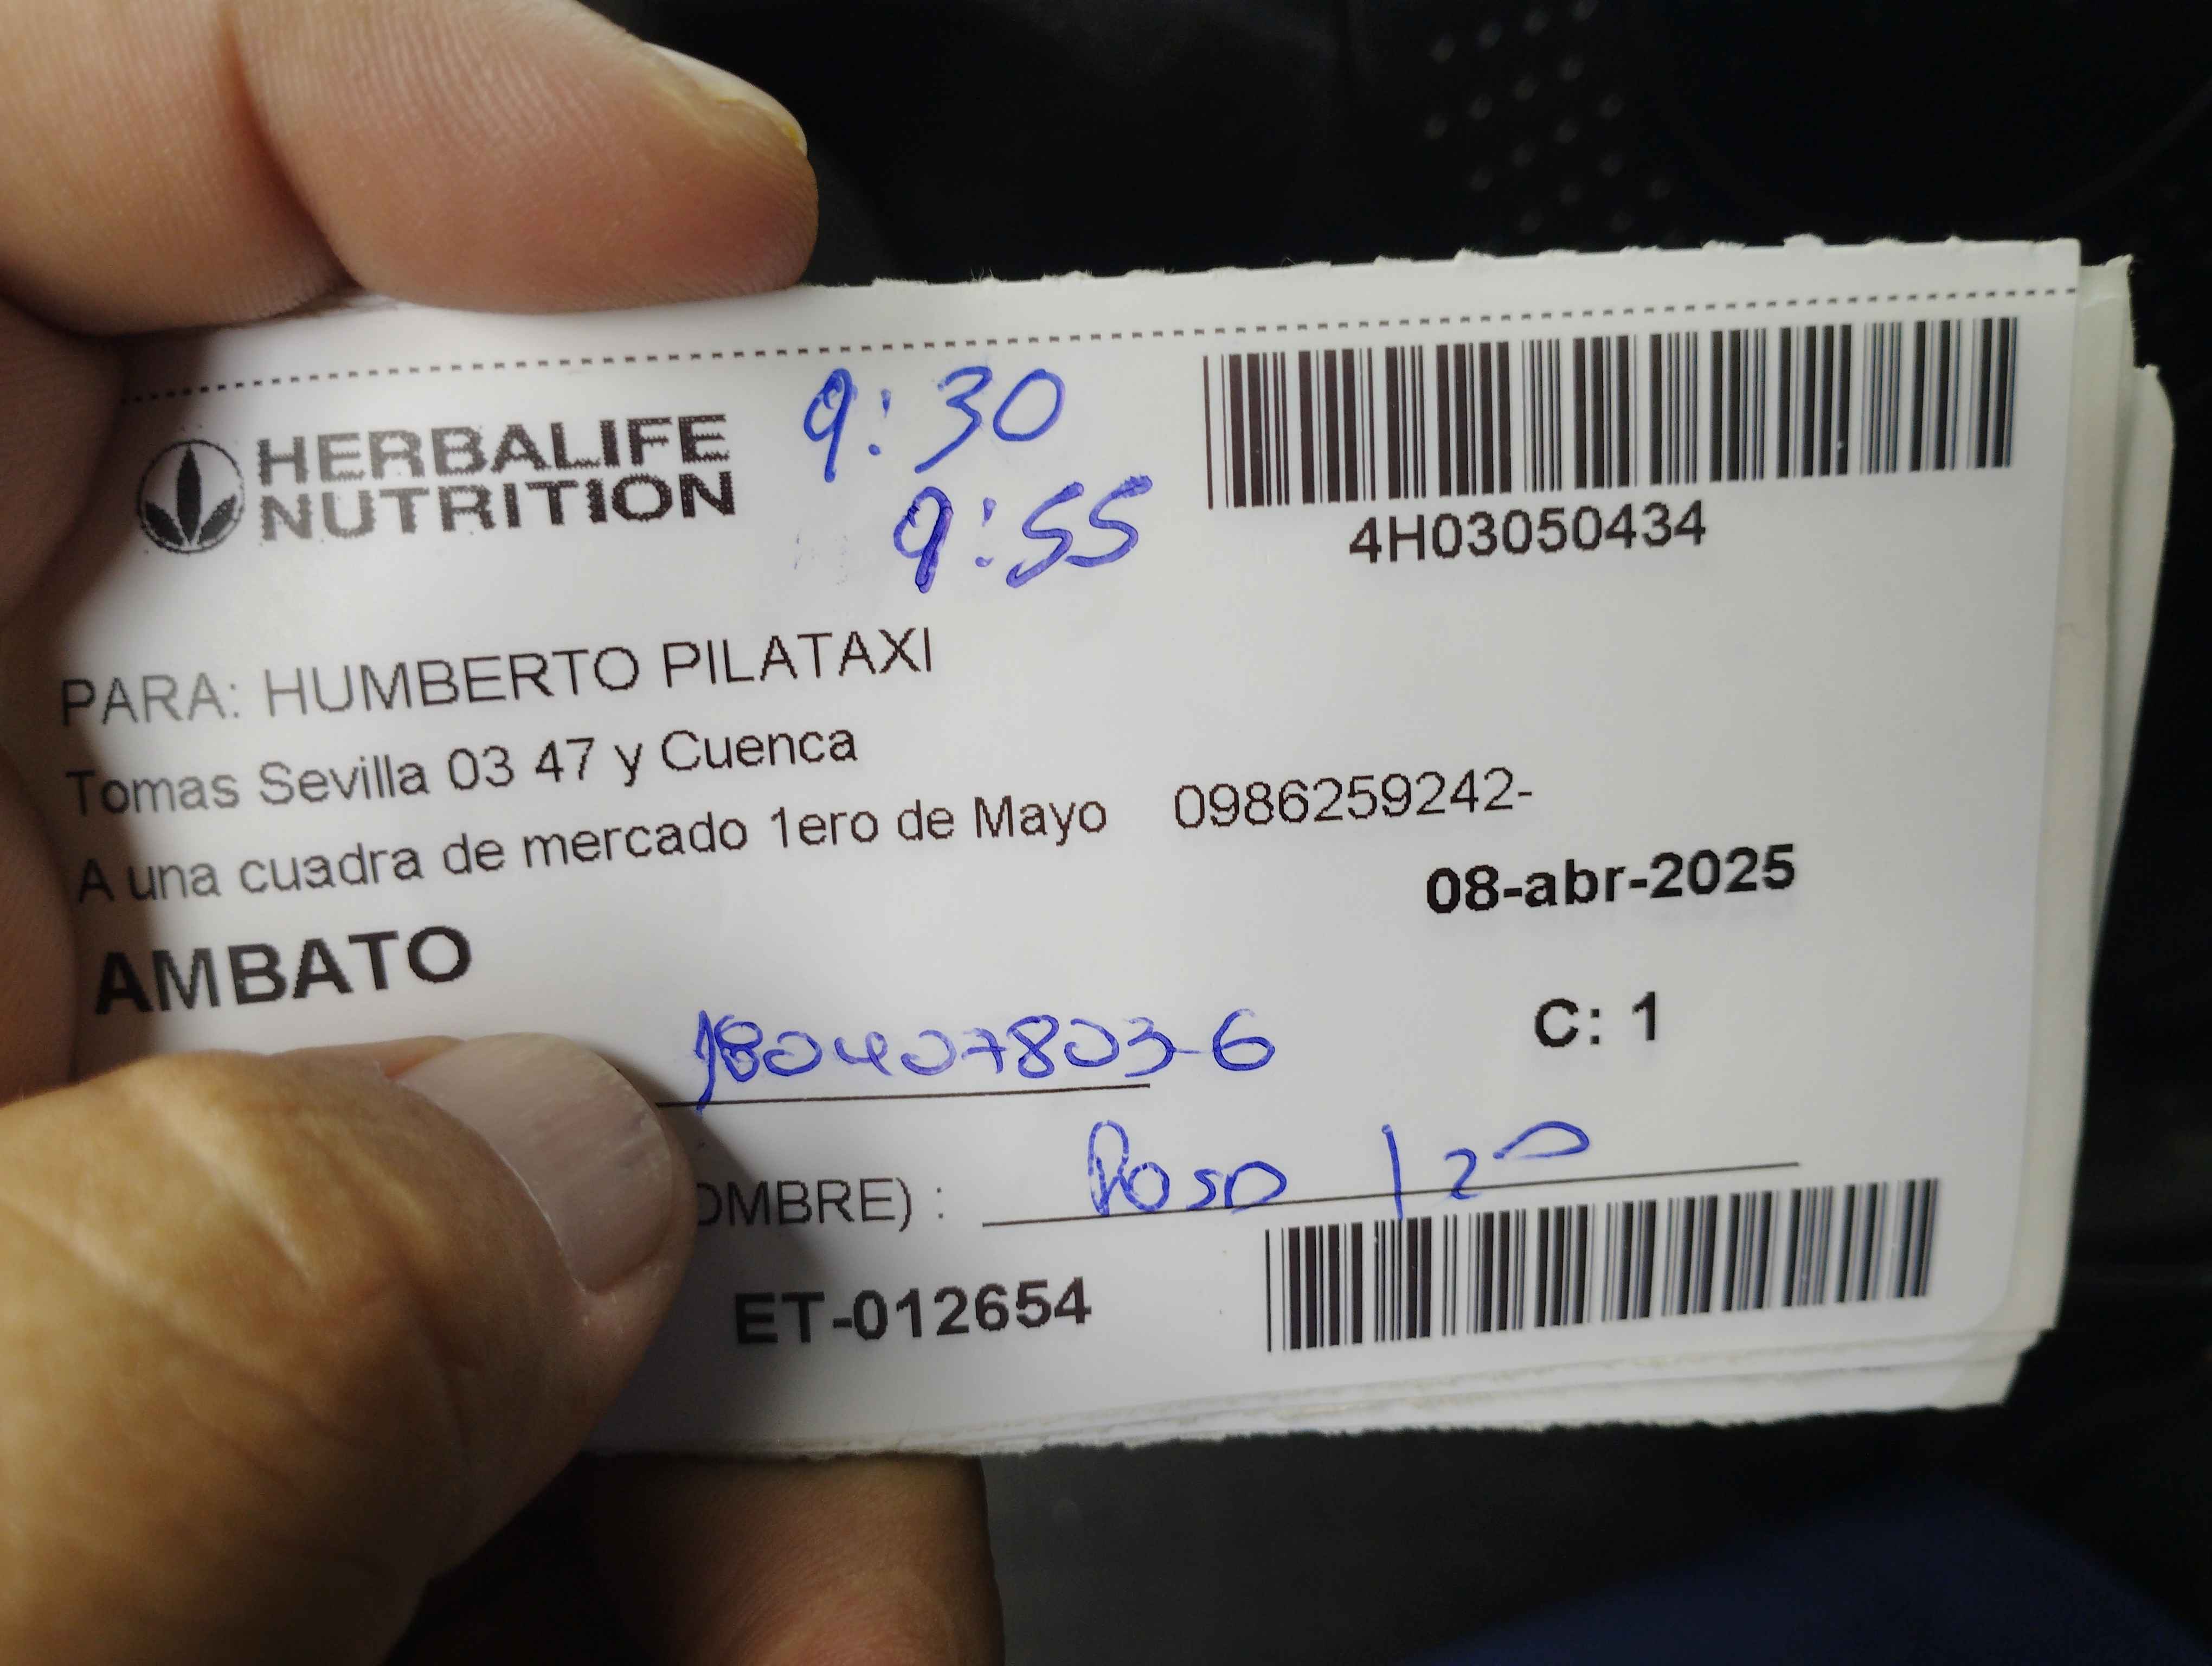 HERBALIFE
NUTRITION
9:30
9:55
4H03050434
PARA: HUMBERTO PILATAXI
Tomas Sevilla 03 47 y Cuenca
A una cuadra de mercado 1ero de Mayo 0986259242-
08-abr-2025
AMBATO
C: 1
180407803-6
OMBRE) :
ET-012654